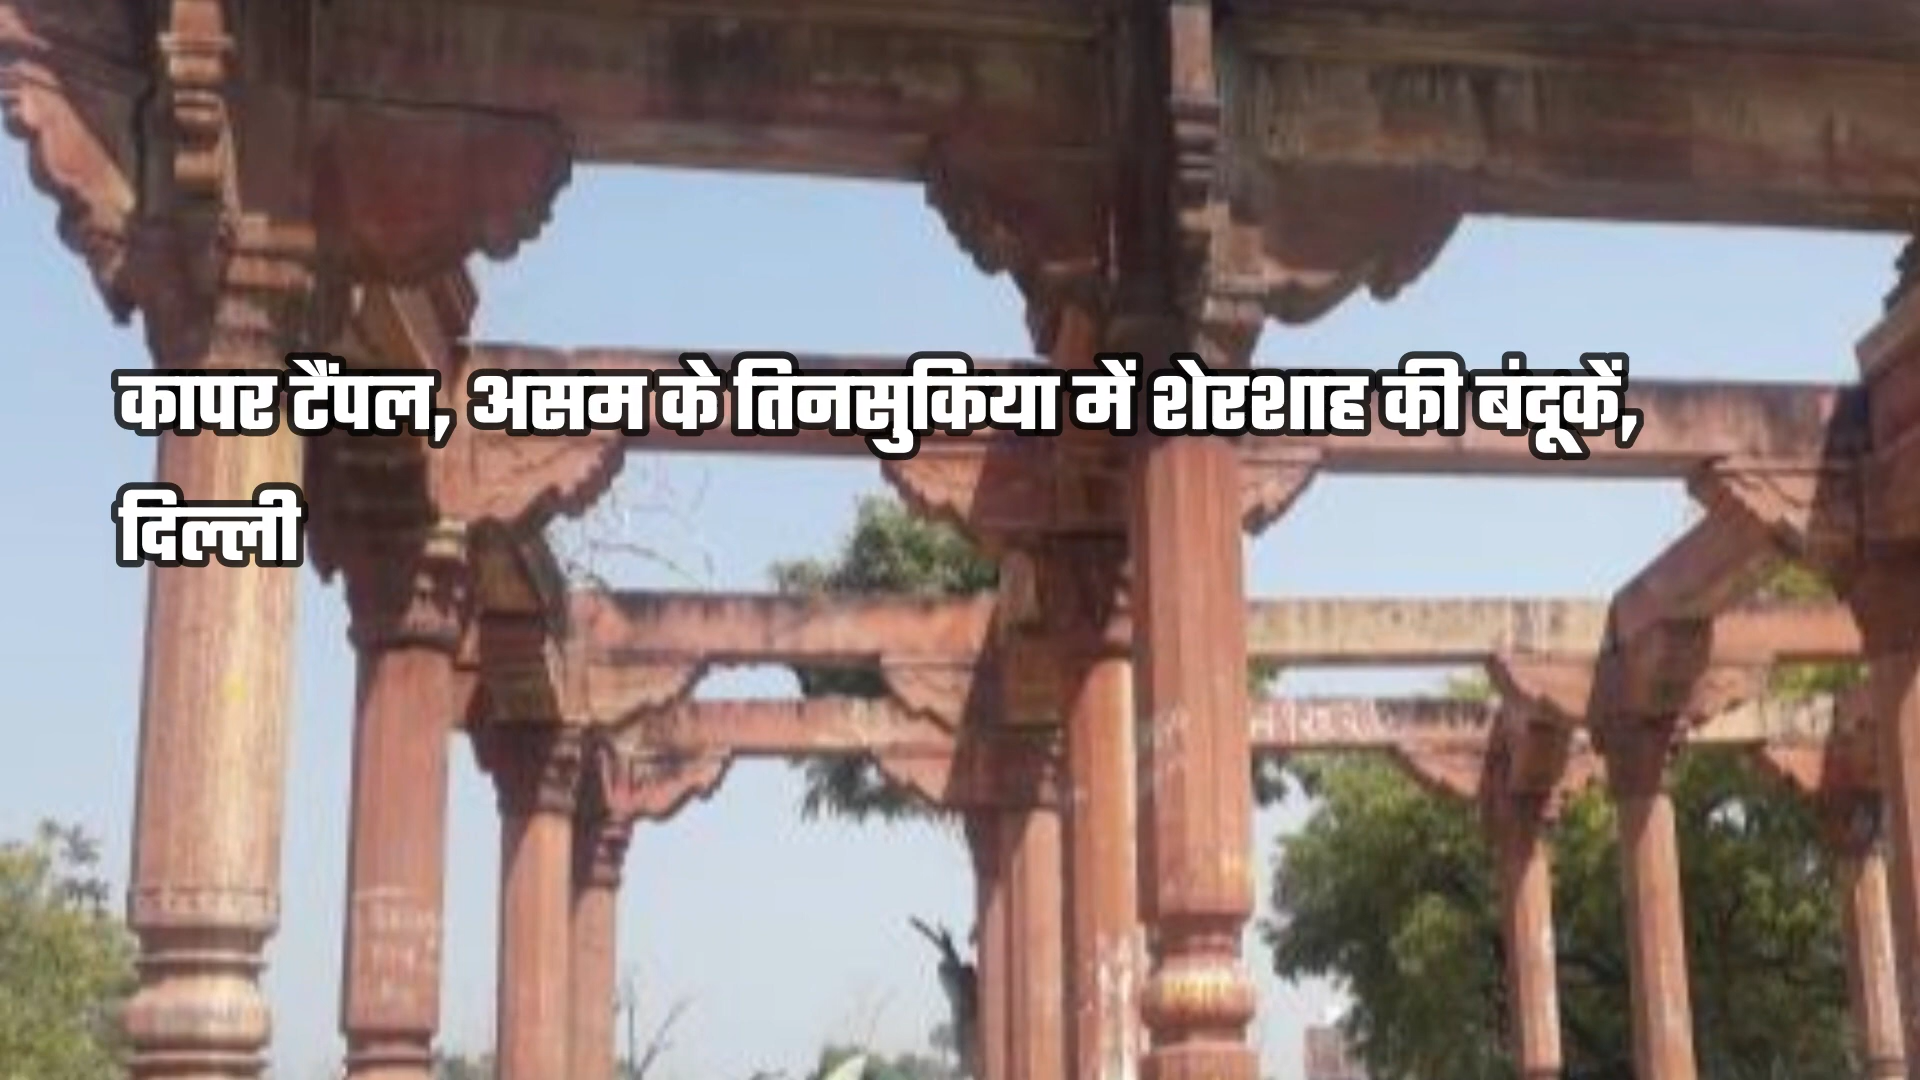 कापर टैंपल, असम के तिनसुकिया में शेरशाह की बंदूकें,
दिल्ली